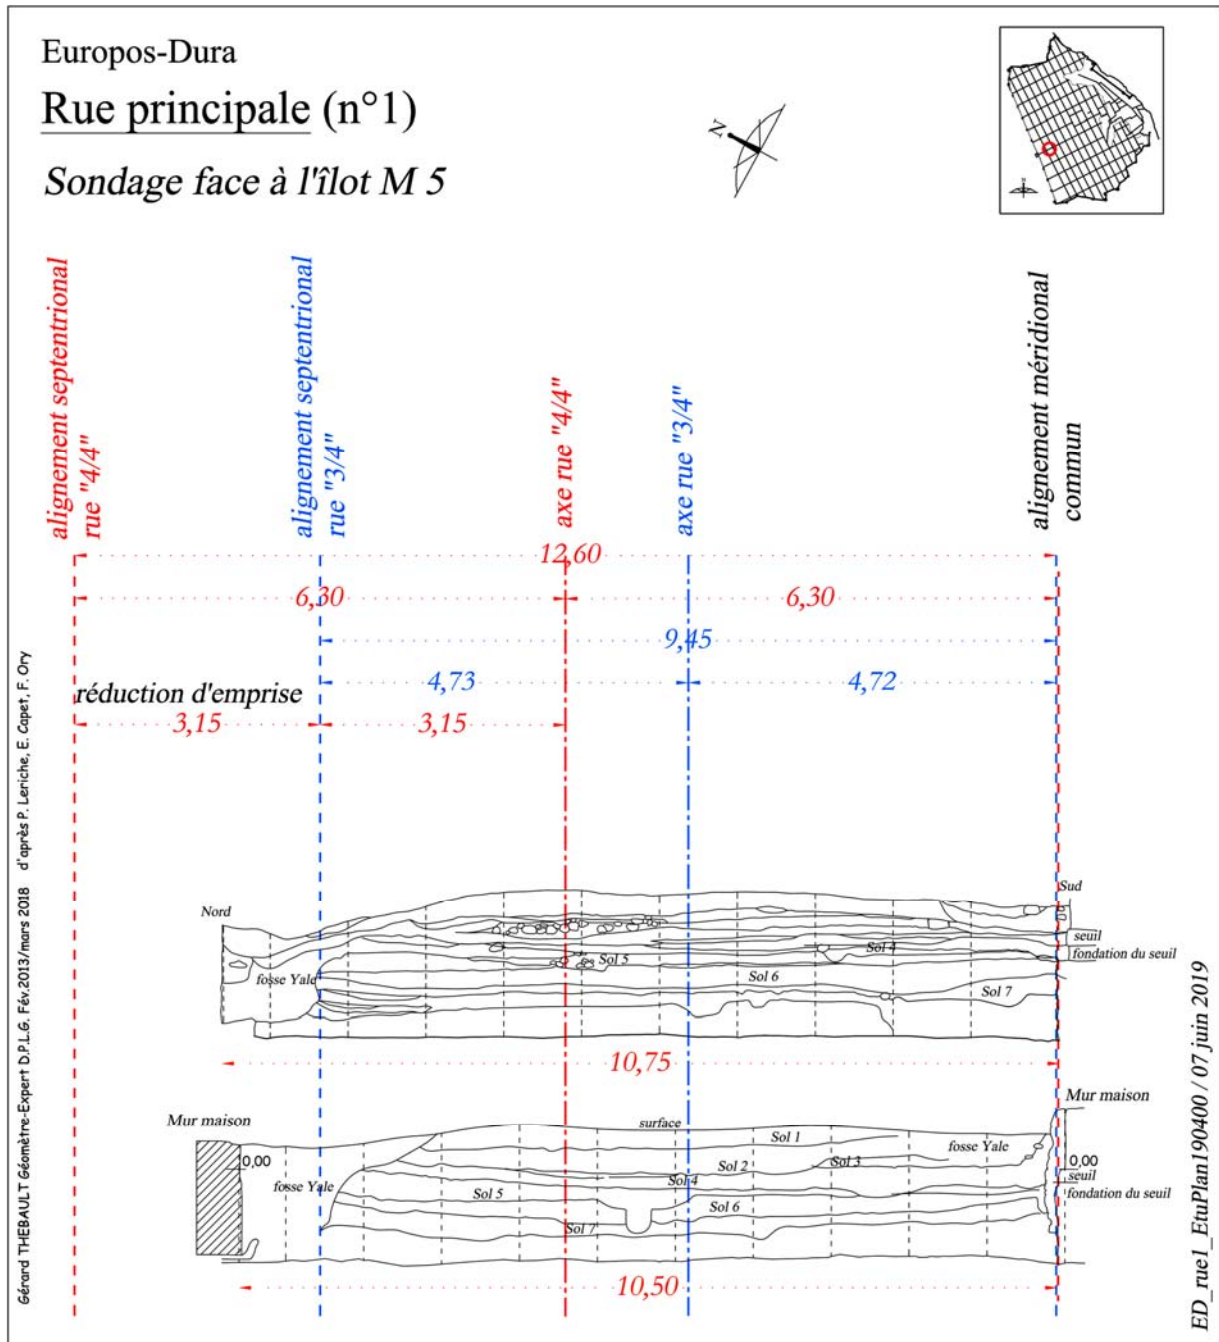 Europos-Dura
Rue principale (n°1)
Sondage face à l'îlot M 5
N
N
alignement septentrional
rue "4/4"
alignement septentrional
rue "3/4"
axe rue "4/4"
axe rue "3/4"
alignement méridional
commun
12,60
6,30
6,30
9,45
4,73
4,72
réduction d'emprise
3,15
3,15
Nord
Sud
seuil
Sol 4
fondation du seuil
Sol 5
fosse Yale
Sol 6
Sol 7
10,75
Mur maison
Mur maison
surface
Sol 1
fosse Yale
0,00
Sol 2
Sol 3
0,00
fosse Yale
Sol 4
seuil
Sol 5
fondation du seuil
Sol 6
Sol 7
10,50
Gérard THEBAULT Géomètre-Expert D.P.L.G. Fév.2013/mars 2018 d'après P. Leriche, E. Capet, F. Ory
ED_rue1_EtuPlan190400 / 07 juin 2019